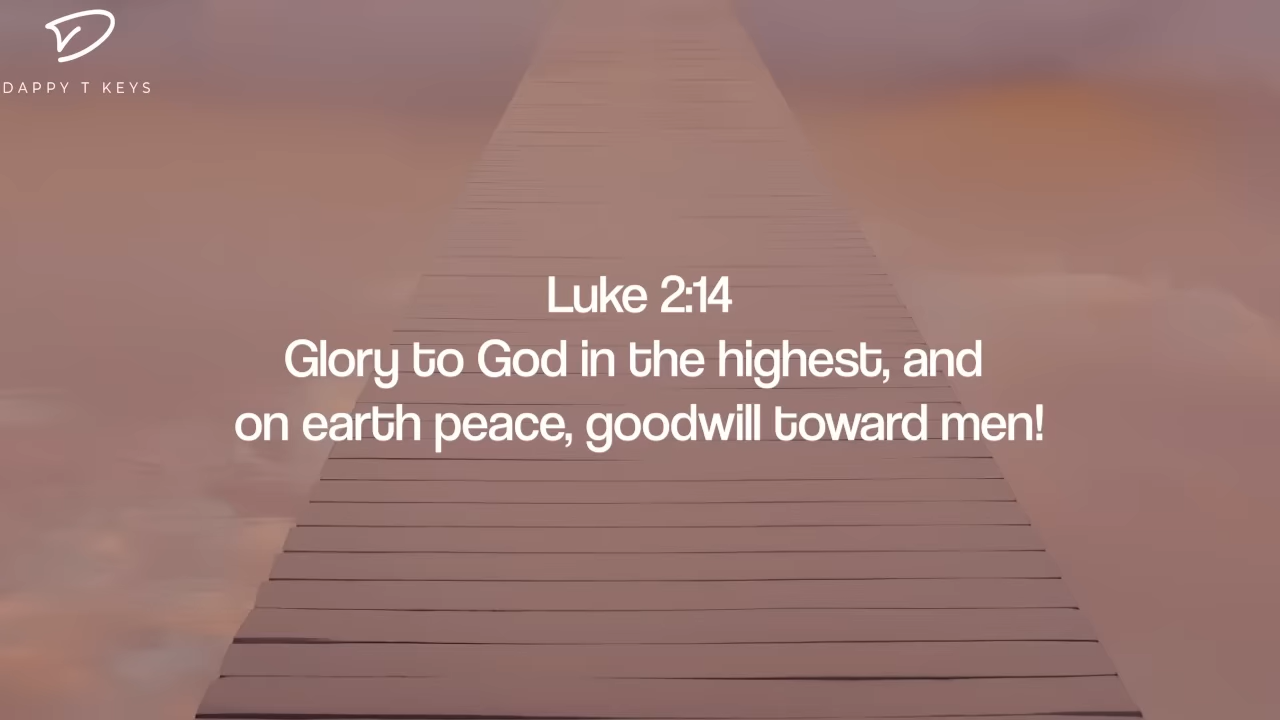 DAPPY T KEYS
Luke 2:14
Glory to God in the highest, and
on earth peace, goodwill toward men!